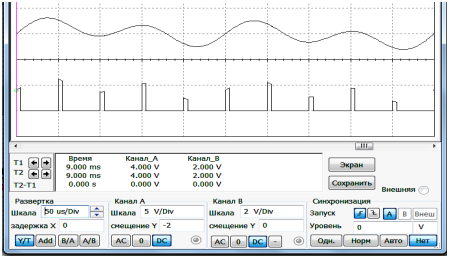 Время Канал_A Канал_B
T1 9.000 ms 4.000 V 2.000 V
T2 9.000 ms 4.000 V 2.000 V
T2-T1 0.000 s 0.000 V 0.000 V
Экран
Сохранить
Внешняя
Развертка Канал A Канал B Синхронизация
Шкала 50 us/Div Шкала 5 V/Div Шкала 2 V/Div Запуск A B Внеш
задержка X 0 смещение Y -2 смещение Y 0 Уровень 0 V
Y/T Add B/A A/B AC 0 DC AC 0 DC - Одн. Норм Авто Нет